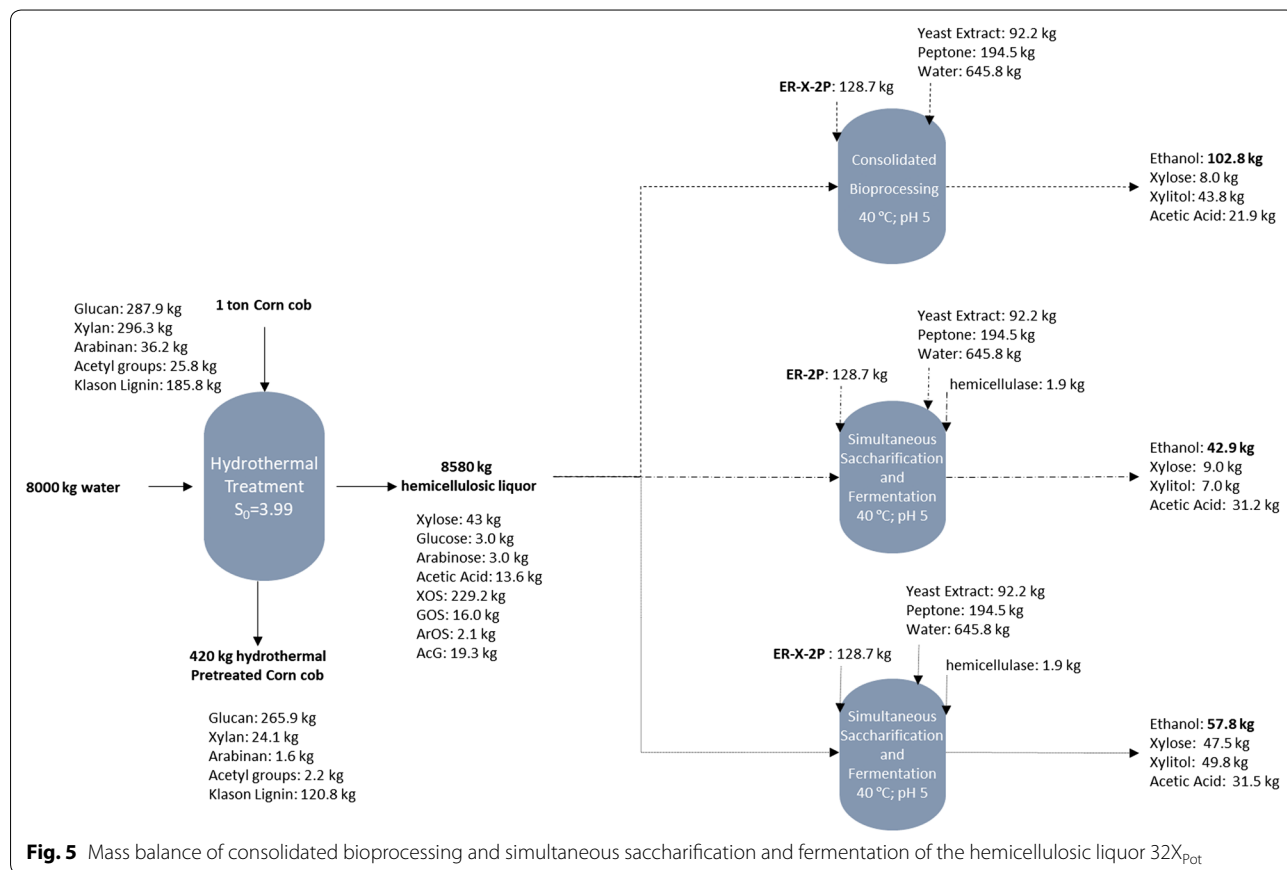 Yeast Extract: 92.2 kg
Peptone: 194.5 kg
Water: 645.8 kg
ER-X-2P: 128.7 kg
Consolidated
Bioprocessing
40 °C; pH 5
Ethanol: 102.8 kg
Xylose: 8.0 kg
Xylitol: 43.8 kg
Acetic Acid: 21.9 kg
Glucan: 287.9 kg
Xylan: 296.3 kg
Arabinan: 36.2 kg
Acetyl groups: 25.8 kg
Klason Lignin: 185.8 kg
1 ton Corn cob
8000 kg water
Hydrothermal
Treatment
S0=3.99
8580 kg
hemicellulosic liquor
Xylose: 43 kg
Glucose: 3.0 kg
Arabinose: 3.0 kg
Acetic Acid: 13.6 kg
XOS: 229.2 kg
GOS: 16.0 kg
ArOS: 2.1 kg
AcG: 19.3 kg
420 kg hydrothermal
Pretreated Corn cob
Glucan: 265.9 kg
Xylan: 24.1 kg
Arabinan: 1.6 kg
Acetyl groups: 2.2 kg
Klason Lignin: 120.8 kg
Yeast Extract: 92.2 kg
Peptone: 194.5 kg
Water: 645.8 kg
ER-2P: 128.7 kg
hemicellulase: 1.9 kg
Simultaneous
Saccharification
and
Fermentation
40 °C; pH 5
Ethanol: 42.9 kg
Xylose: 9.0 kg
Xylitol: 7.0 kg
Acetic Acid: 31.2 kg
Yeast Extract: 92.2 kg
Peptone: 194.5 kg
Water: 645.8 kg
ER-X-2P : 128.7 kg
hemicellulase: 1.9 kg
Simultaneous
Saccharification
and
Fermentation
40 °C; pH 5
Ethanol: 57.8 kg
Xylose: 47.5 kg
Xylitol: 49.8 kg
Acetic Acid: 31.5 kg
Fig. 5 Mass balance of consolidated bioprocessing and simultaneous saccharification and fermentation of the hemicellulosic liquor 32XPot